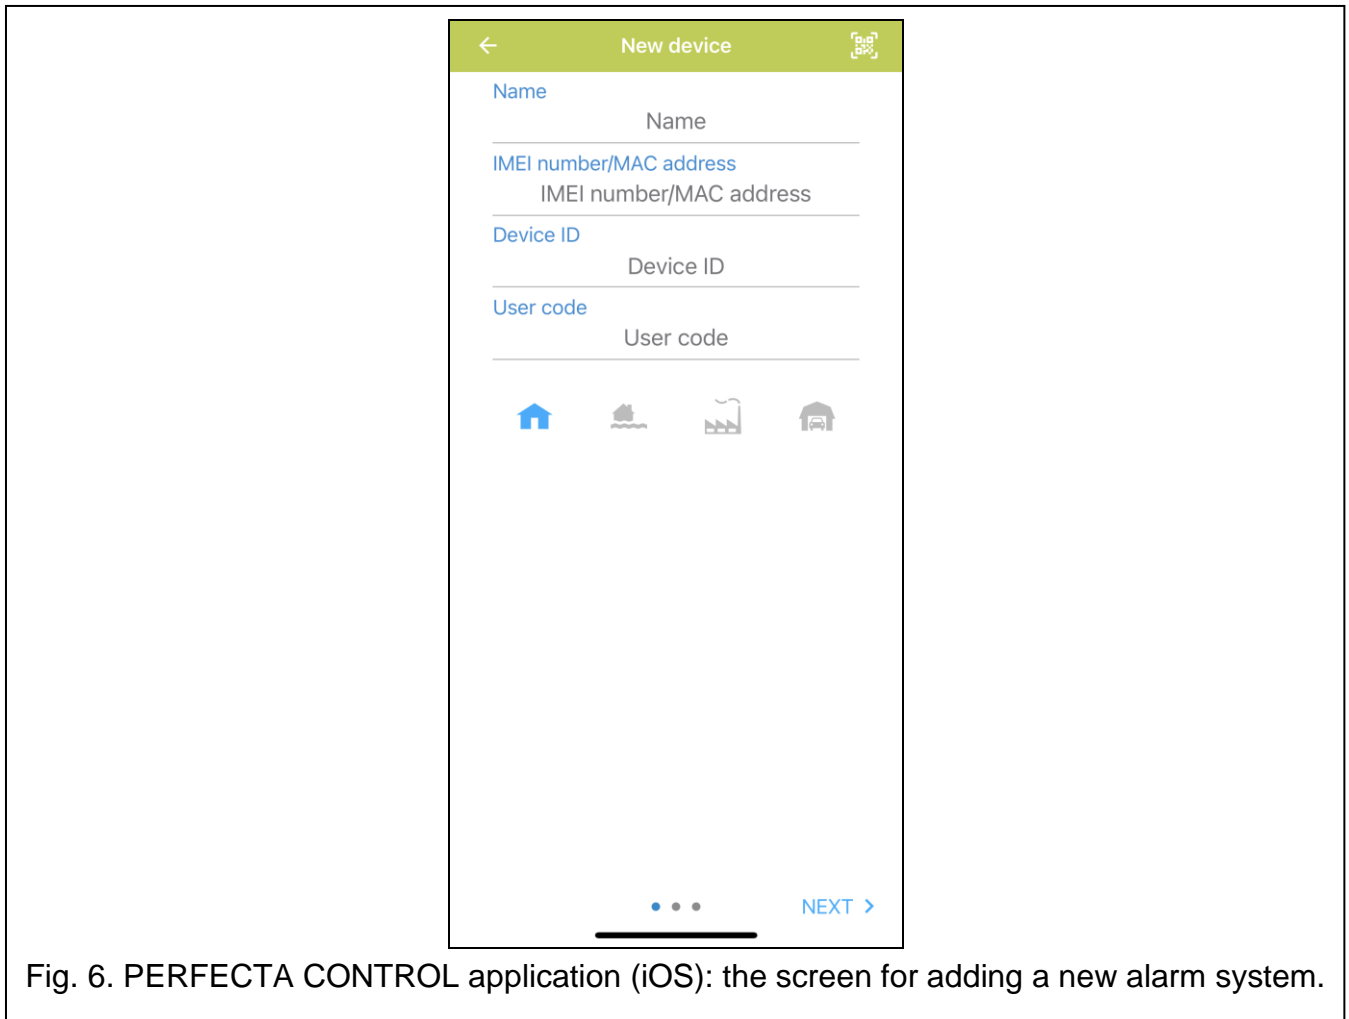 New device
Name
Name
IMEI number/MAC address
IMEI number/MAC address
Device ID
Device ID
User code
User code
NEXT
Fig. 6. PERFECTA CONTROL application (iOS): the screen for adding a new alarm system.